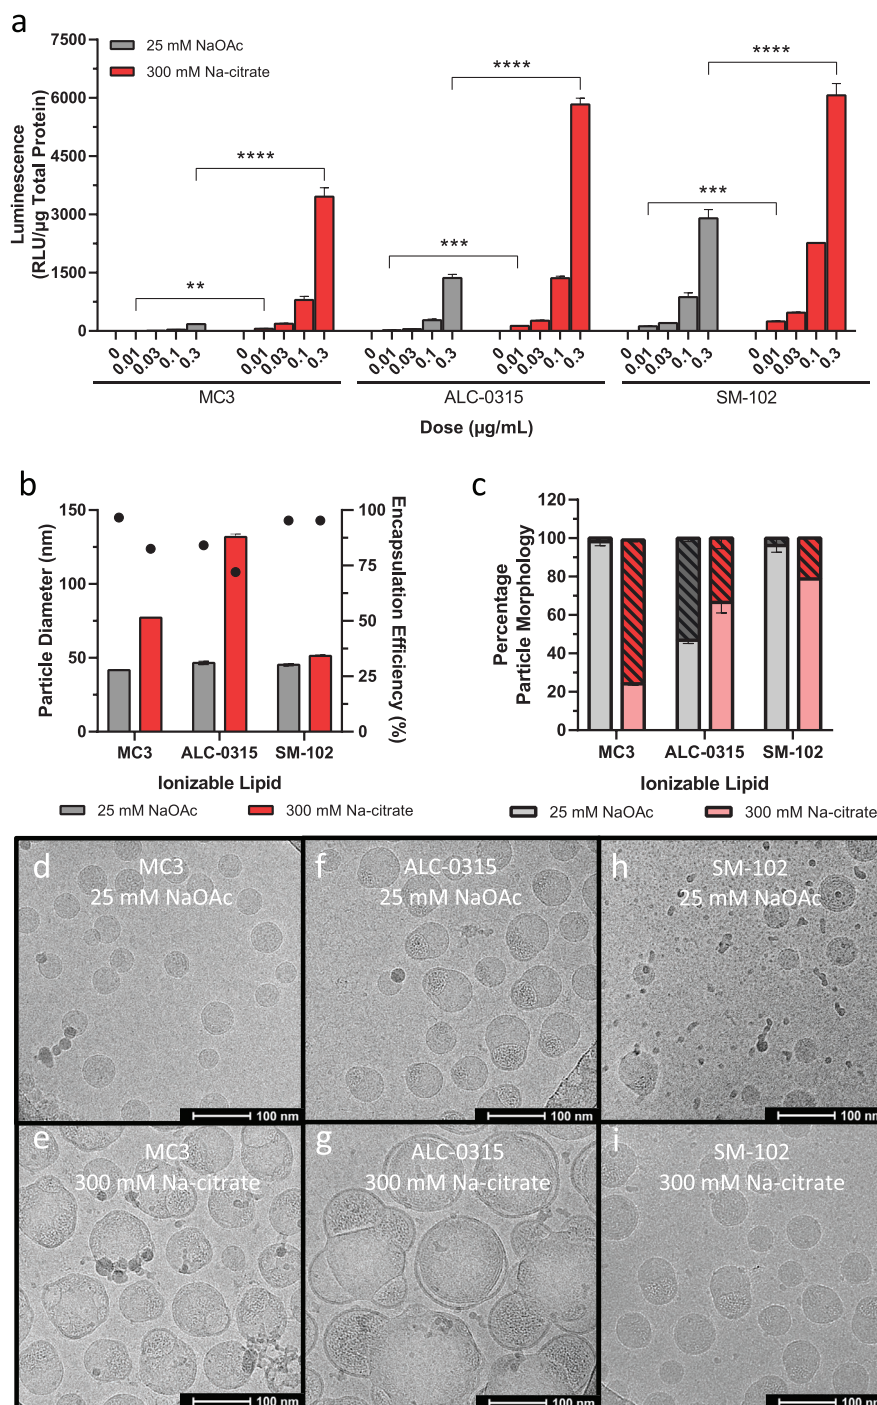 a
7500
6000
4500
3000
1500
0
Luminescence
(RLU/µg Total Protein)
25 mM NaOAc
300 mM Na-citrate
**
****
***
****
***
****
0 0.01 0.03 0.1 0.3 0 0.01 0.03 0.1 0.3 0 0.01 0.03 0.1 0.3 0 0.01 0.03 0.1 0.3 0 0.01 0.03 0.1 0.3 0 0.01 0.03 0.1 0.3
MC3 ALC-0315 SM-102
Dose (µg/mL)
b
150
100
50
0
Particle Diameter (nm)
100
75
50
25
0
Encapsulation Efficiency (%)
MC3 ALC-0315 SM-102
Ionizable Lipid
25 mM NaOAc 300 mM Na-citrate
c
120
100
80
60
40
20
0
Percentage
Particle Morphology
MC3 ALC-0315 SM-102
Ionizable Lipid
25 mM NaOAc 300 mM Na-citrate
d
MC3
25 mM NaOAc
100 nm
f
ALC-0315
25 mM NaOAc
100 nm
h
SM-102
25 mM NaOAc
100 nm
e
MC3
300 mM Na-citrate
100 nm
g
ALC-0315
300 mM Na-citrate
100 nm
i
SM-102
300 mM Na-citrate
100 nm